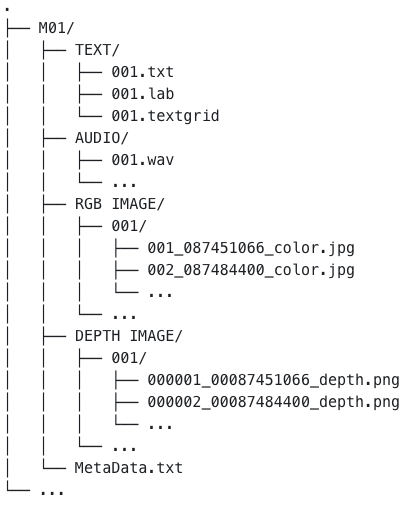 .
├── M01/
│   ├── TEXT/
│   │   ├── 001.txt
│   │   ├── 001.lab
│   │   └── 001.textgrid
│   ├── AUDIO/
│   │   ├── 001.wav
│   │   └── ...
│   ├── RGB IMAGE/
│   │   ├── 001/
│   │   │   ├── 001_087451066_color.jpg
│   │   │   ├── 002_087484400_color.jpg
│   │   │   └── ...
│   │   └── ...
│   ├── DEPTH IMAGE/
│   │   ├── 001/
│   │   │   ├── 000001_00087451066_depth.png
│   │   │   ├── 000002_00087484400_depth.png
│   │   │   └── ...
│   │   └── ...
│   └── MetaData.txt
└── ...